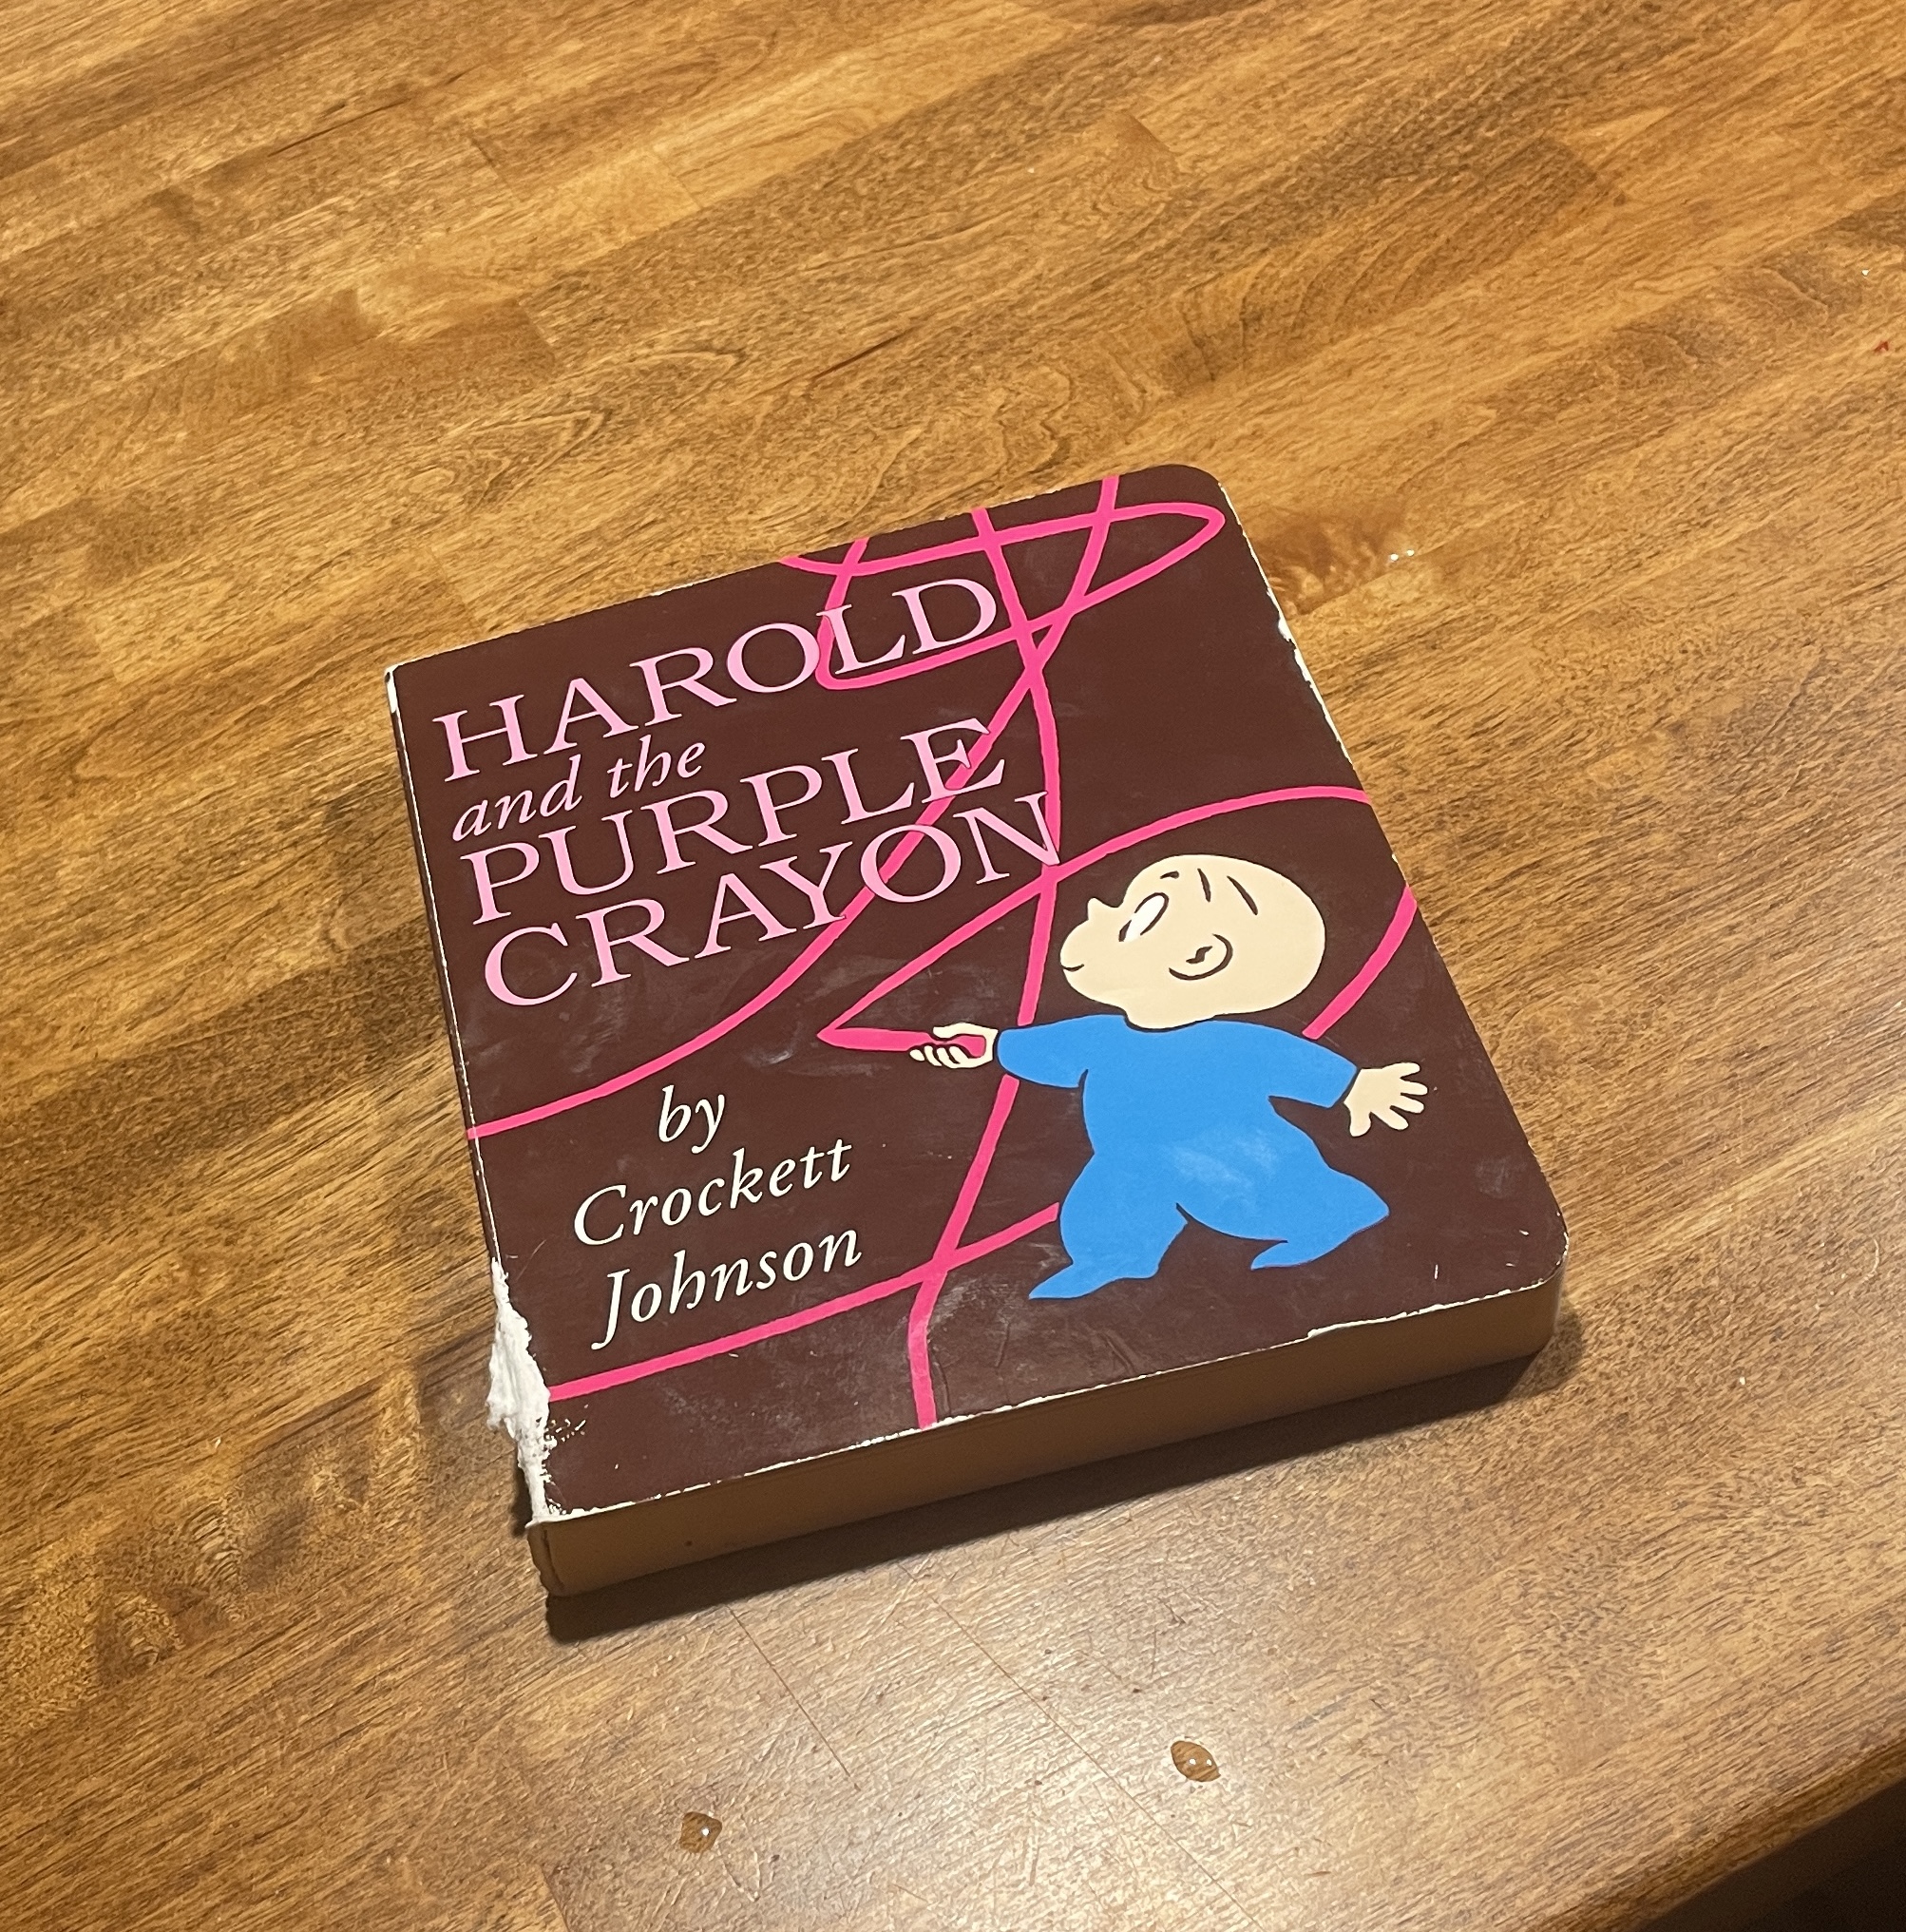 HAROLD
and the
PURPLE
CRAYON
by
Crockett
Johnson